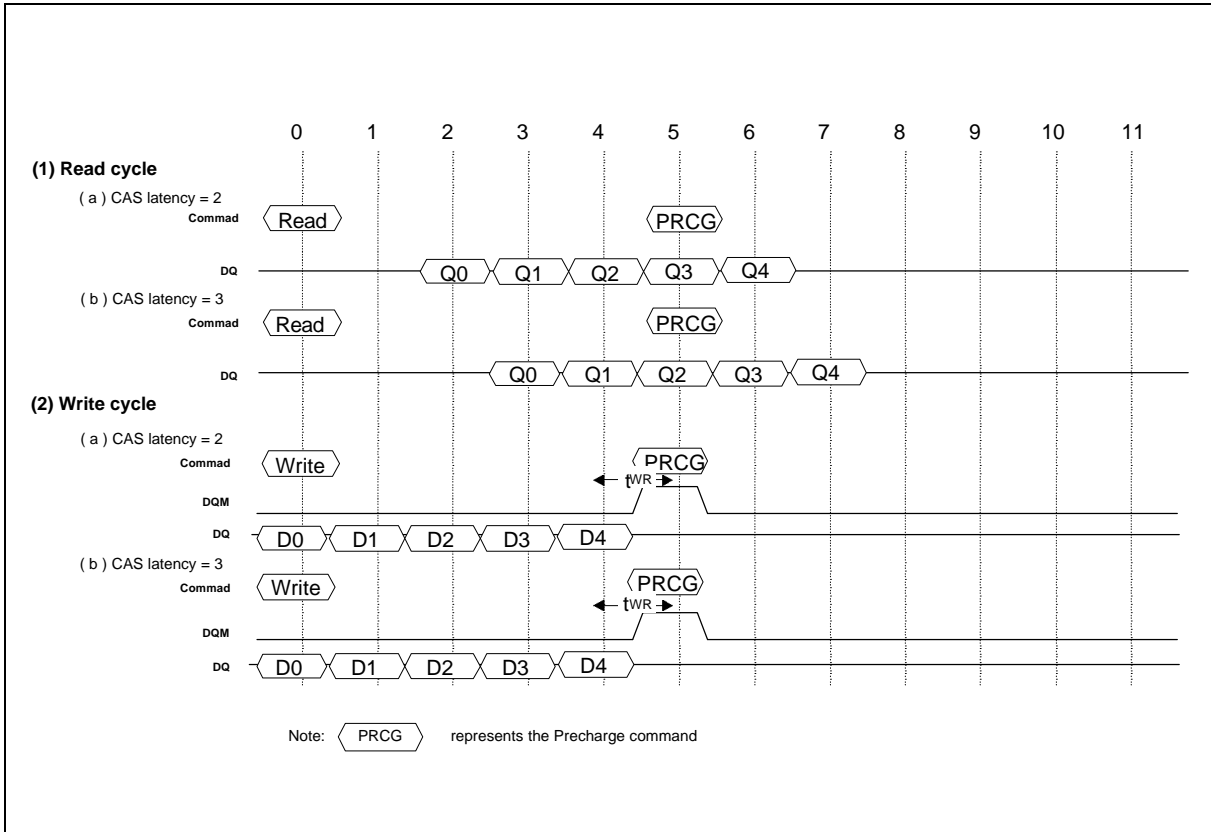 0 1 2 3 4 5 6 7 8 9 10 11
(1) Read cycle
( a ) CAS latency = 2
Commad Read PRCG
DQ Q0 Q1 Q2 Q3 Q4
( b ) CAS latency = 3
Commad Read PRCG
DQ Q0 Q1 Q2 Q3 Q4
(2) Write cycle
( a ) CAS latency = 2
Commad Write PRCG
tWR
DQM
DQ D0 D1 D2 D3 D4
( b ) CAS latency = 3
Commad Write PRCG
tWR
DQM
DQ D0 D1 D2 D3 D4
Note: PRCG represents the Precharge command